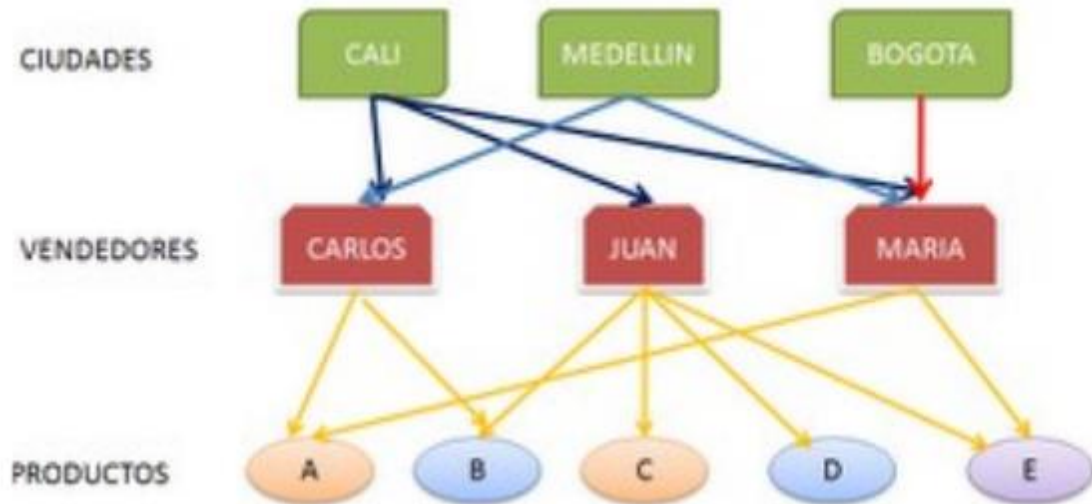 CIUDADES CALI MEDELLIN BOGOTA
VENDEDORES CARLOS JUAN MARIA
PRODUCTOS A B C D E